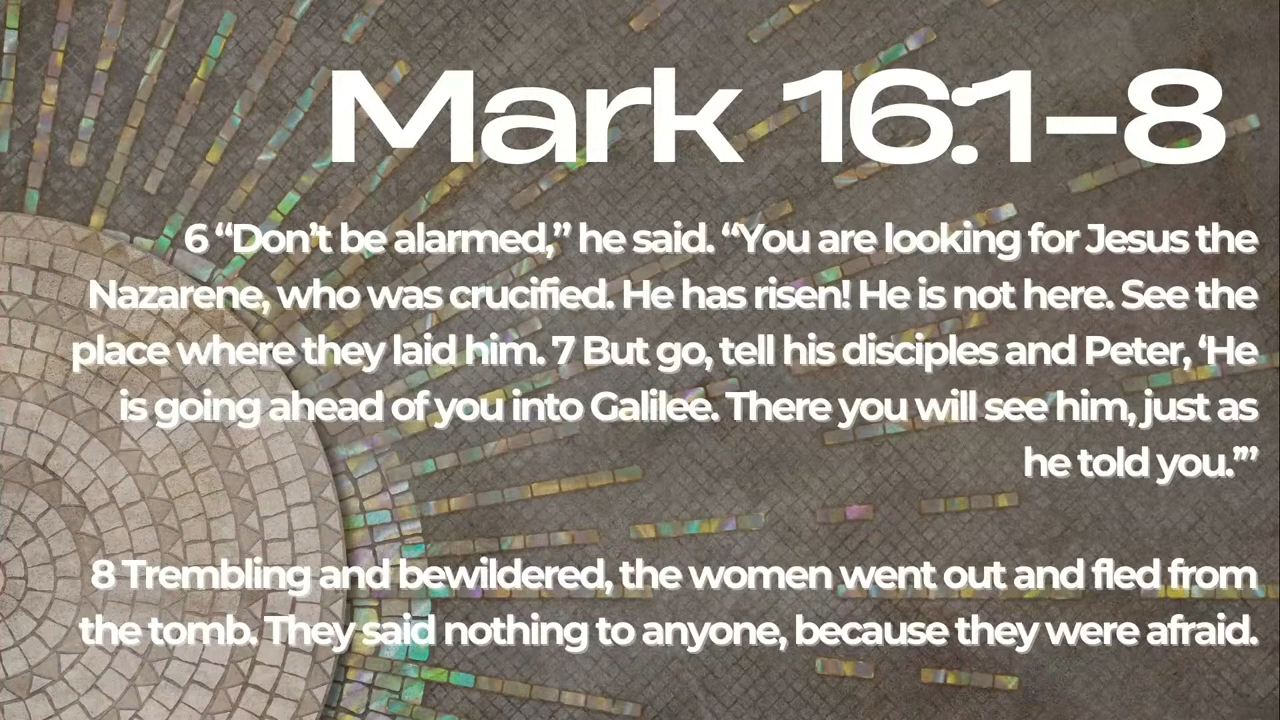 Mark 16:1–8
6 “Don’t be alarmed,” he said. “You are looking for Jesus the
Nazarene, who was crucified. He has risen! He is not here. See the
place where they laid him. 7 But go, tell his disciples and Peter, ‘He
is going ahead of you into Galilee. There you will see him, just as
he told you.’”
8 Trembling and bewildered, the women went out and fled from
the tomb. They said nothing to anyone, because they were afraid.